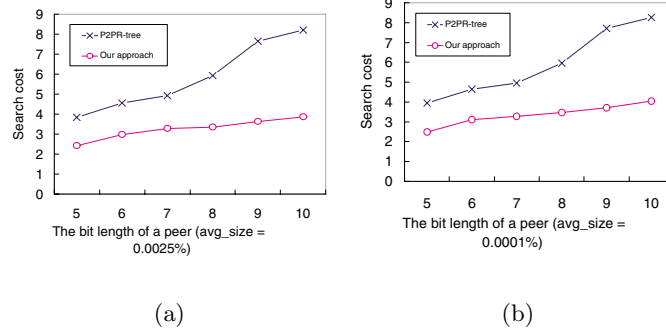 9
8
7
6
5
4
3
2
1
0
Search cost
P2PR-tree
Our approach
5 6 7 8 9 10
The bit length of a peer (avg_size =
0.0025%)
(a)
9
8
7
6
5
4
3
2
1
0
Search cost
P2PR-tree
Our approach
5 6 7 8 9 10
The bit length of a peer (avg_size =
0.0001%)
(b)